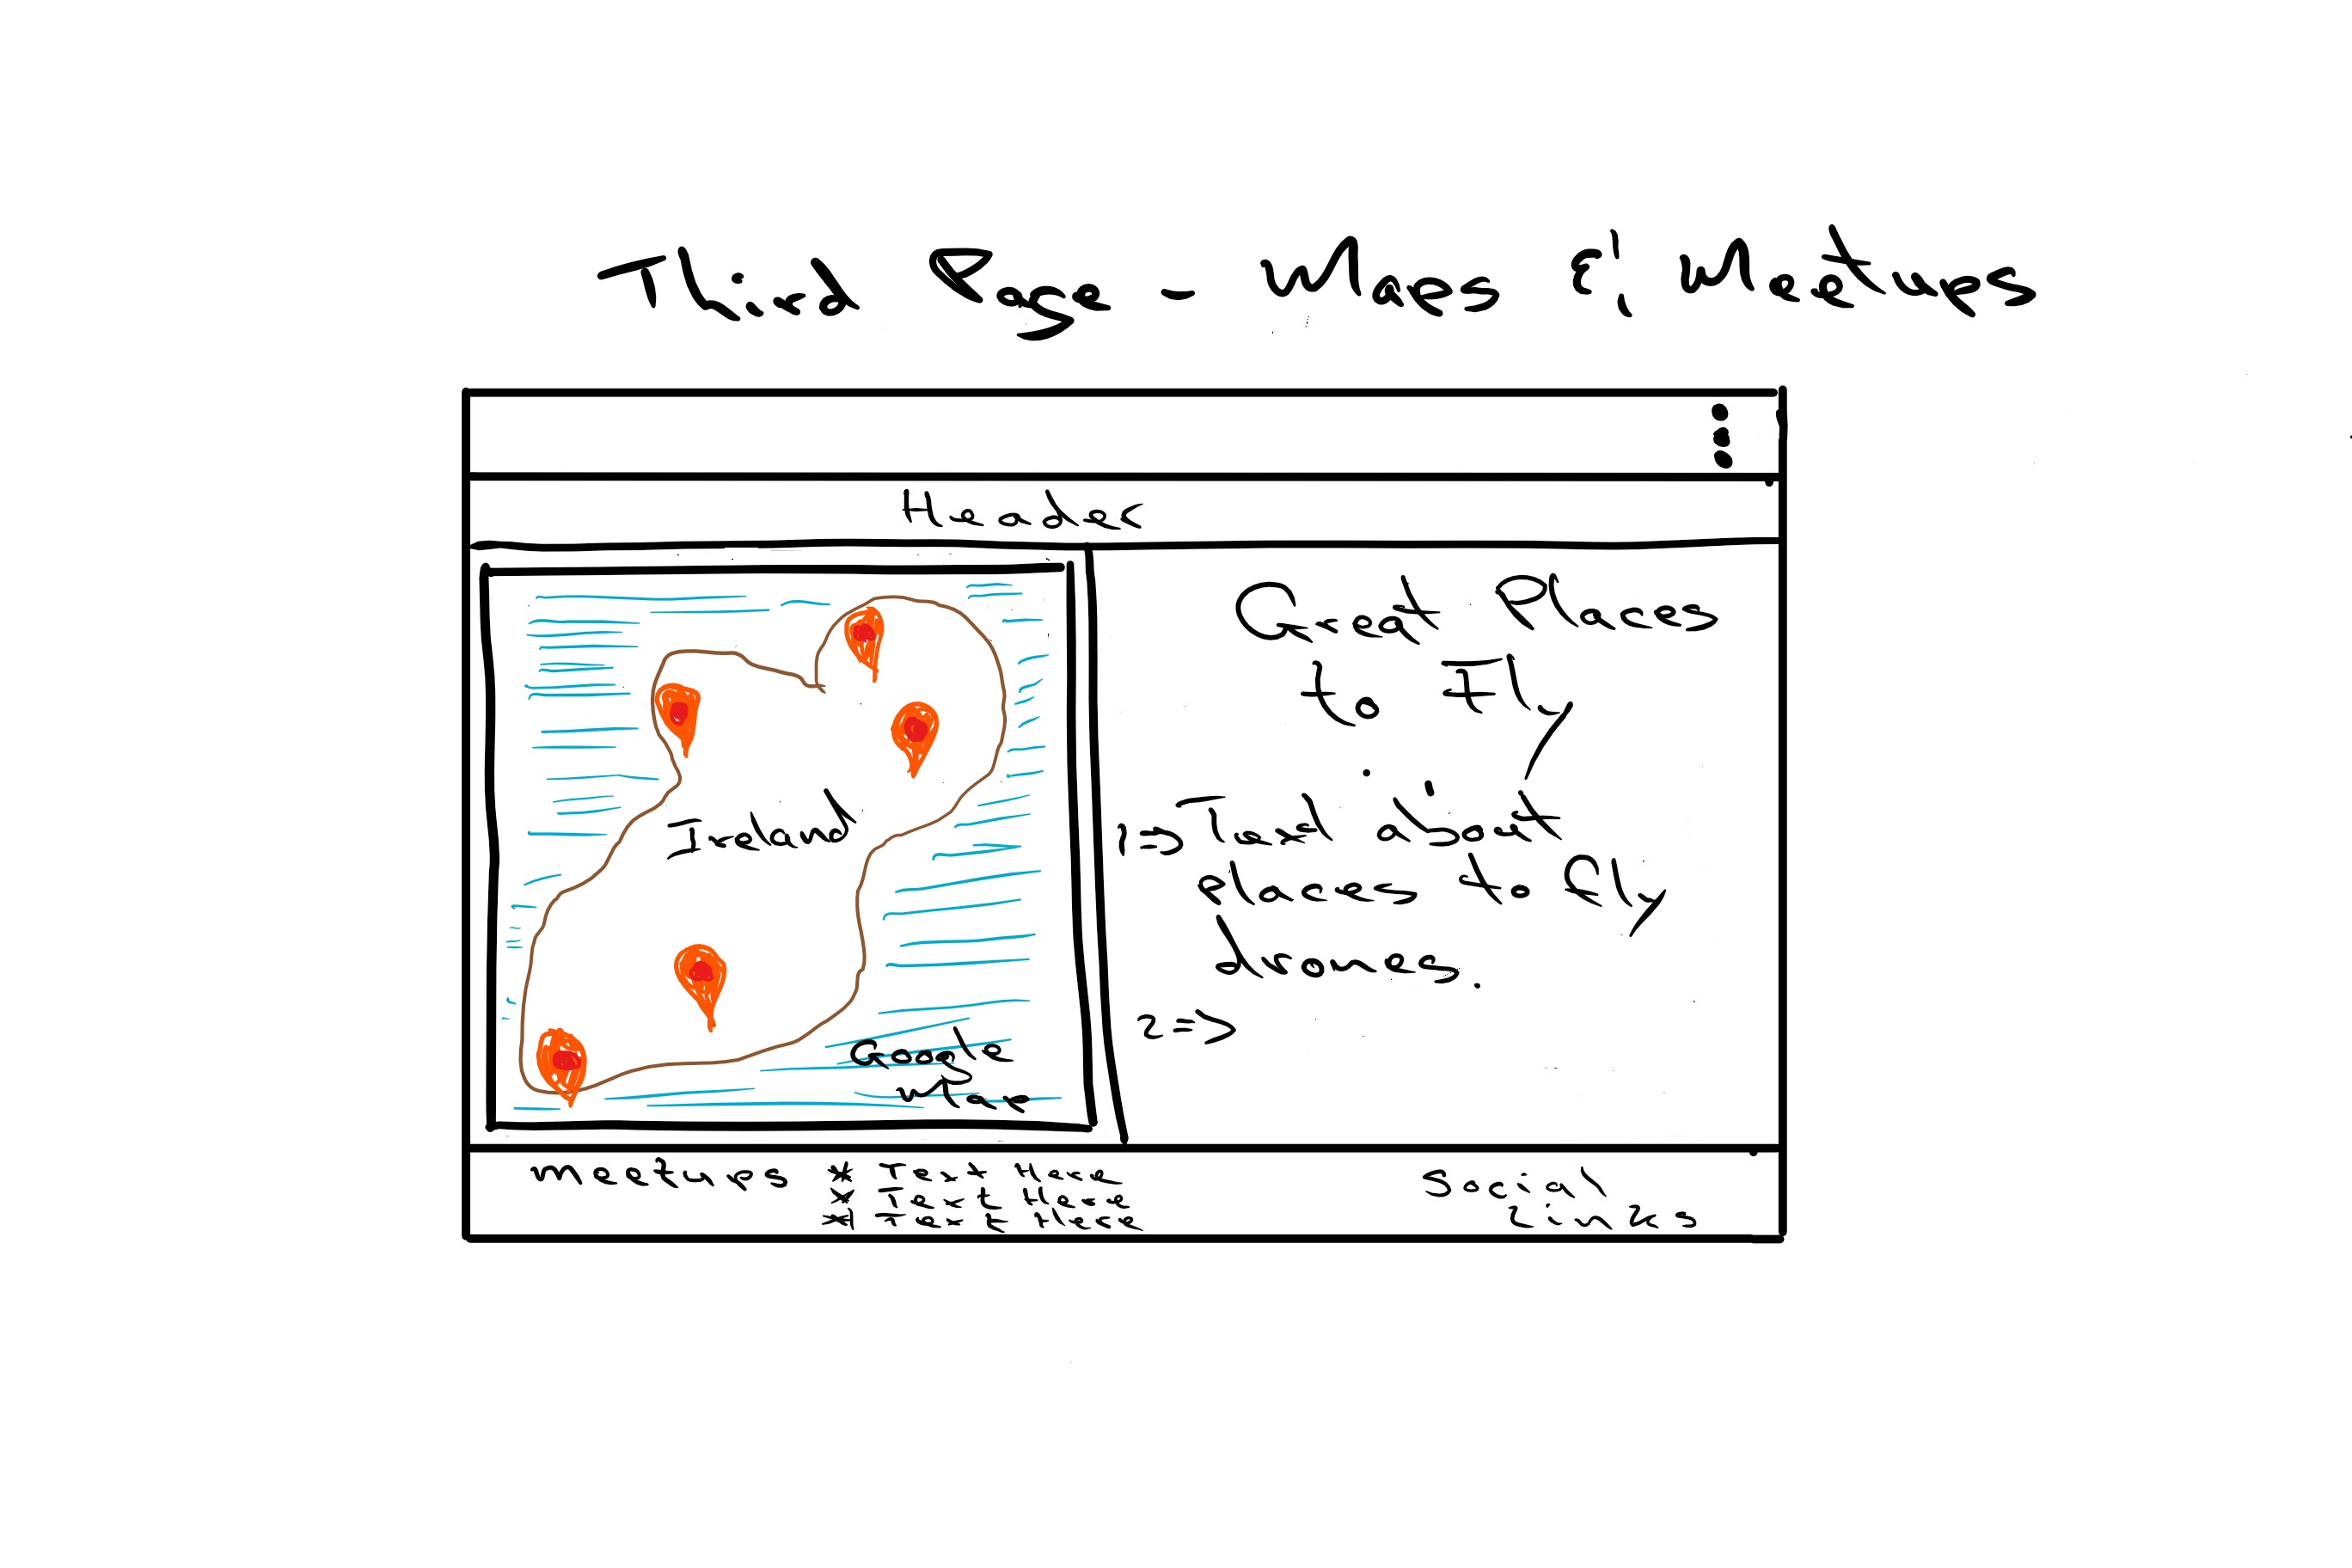 Third Page - Maps & Meetups
Header
Great Places
to Fly
Ireland
1=> Text about
places to fly
drones.
2=>
Google
Map
meetups * Text Here
* Text Here
* Text Here
Social
Links